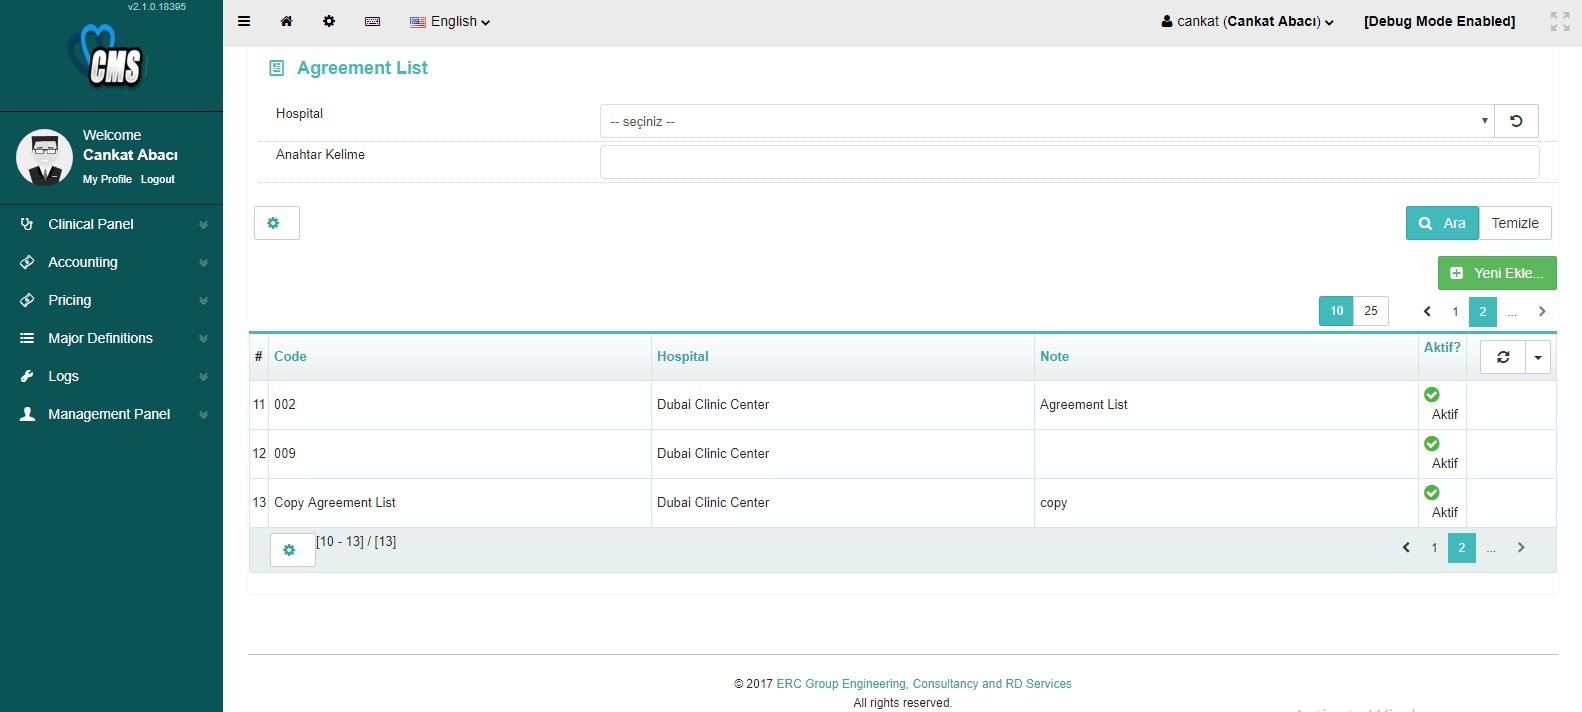 v2.1.0.18395
CMS
Welcome
Cankat Abacı
My Profile Logout
Clinical Panel
Accounting
Pricing
Major Definitions
Logs
Management Panel
English
cankat (Cankat Abacı)
[Debug Mode Enabled]
Agreement List
Hospital
-- seçiniz --
Anahtar Kelime
Ara
Temizle
Yeni Ekle...
10 25
1 2 ...
# Code Hospital Note Aktif?
11 002 Dubai Clinic Center Agreement List Aktif
12 009 Dubai Clinic Center Aktif
13 Copy Agreement List Dubai Clinic Center copy Aktif
[10 - 13] / [13]
1 2 ...
© 2017 ERC Group Engineering, Consultancy and RD Services
All rights reserved.